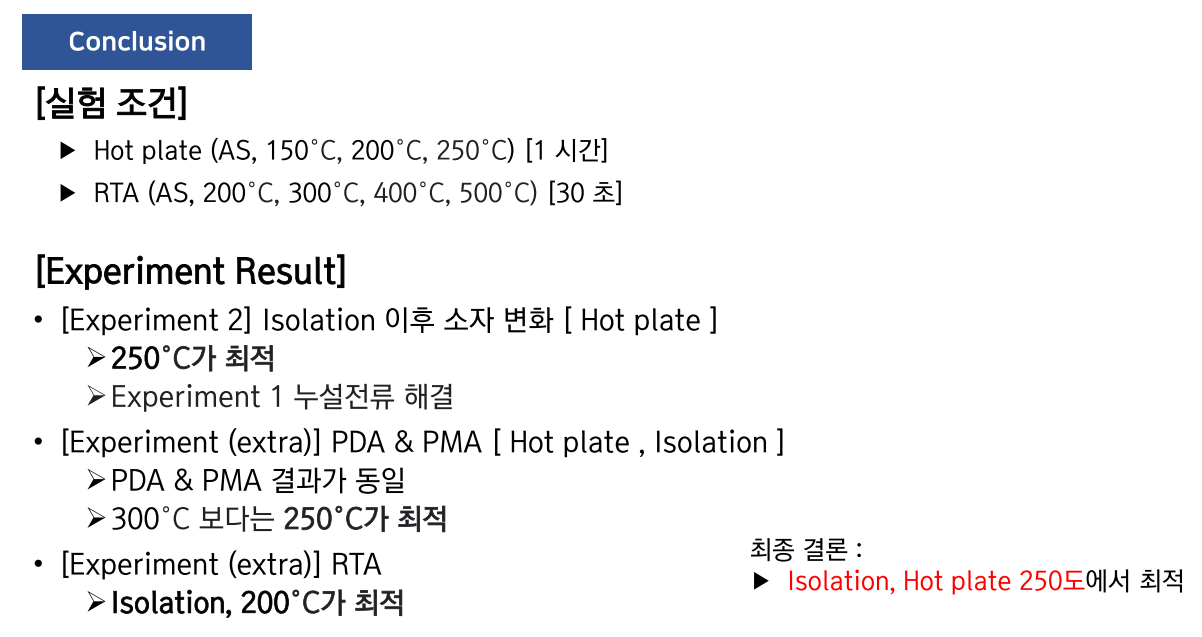 Conclusion
[실험 조건]
▶ Hot plate (AS, 150˚C, 200˚C, 250˚C) [1 시간]
▶ RTA (AS, 200˚C, 300˚C, 400˚C, 500˚C) [30 초]
[Experiment Result]
• [Experiment 2] Isolation 이후 소자 변화 [ Hot plate ]
➢250˚C가 최적
➢Experiment 1 누설전류 해결
• [Experiment (extra)] PDA & PMA [ Hot plate , Isolation ]
➢PDA & PMA 결과가 동일
➢300˚C 보다는 250˚C가 최적
• [Experiment (extra)] RTA
➢Isolation, 200˚C가 최적
최종 결론 :
▶ Isolation, Hot plate 250도에서 최적